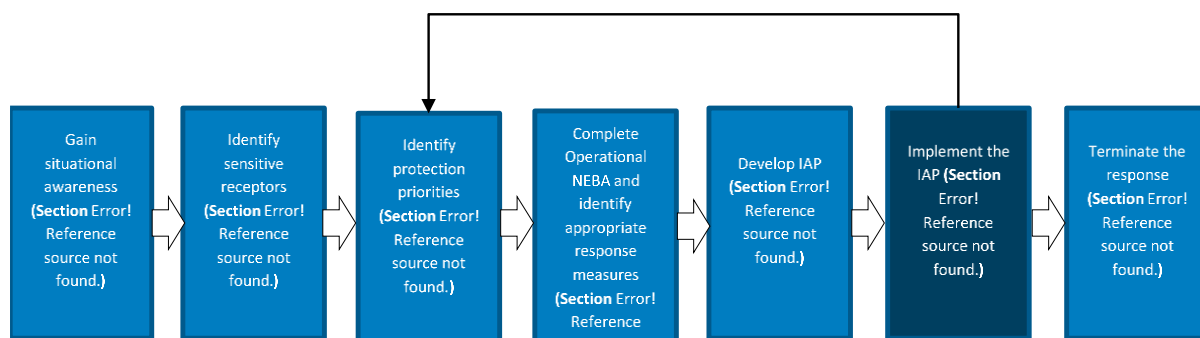 Gain
situational
awareness
(Section Error!
Reference
source not
found.)
Identify
sensitive
receptors
(Section Error!
Reference
source not
found.)
Identify
protection
priorities
(Section Error!
Reference
source not
found.)
Complete
Operational
NEBA and
identify
appropriate
response
measures
(Section Error!
Reference
Develop IAP
(Section Error!
Reference
source not
found.)
Implement the
IAP (Section
Error!
Reference
source not
found.)
Terminate the
response
(Section Error!
Reference
source not
found.)